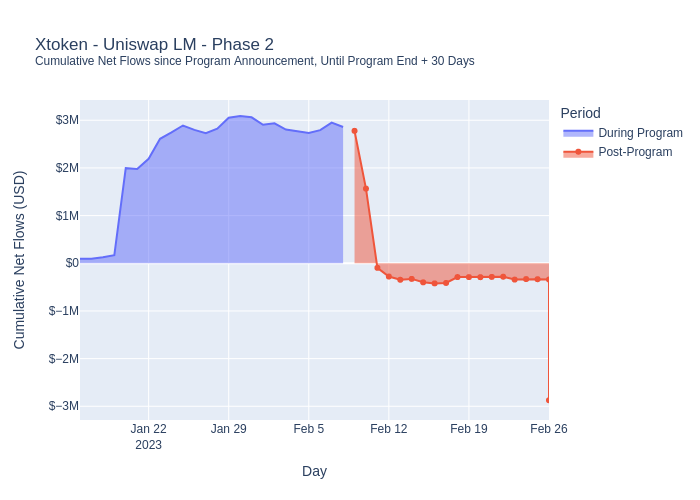 Xtoken - Uniswap LM - Phase 2
Cumulative Net Flows since Program Announcement, Until Program End + 30 Days
Period
During Program
Post-Program
Cumulative Net Flows (USD)
$3M
$2M
$1M
$0
$−1M
$−2M
$−3M
Jan 22
2023
Jan 29
Feb 5
Feb 12
Feb 19
Feb 26
Day